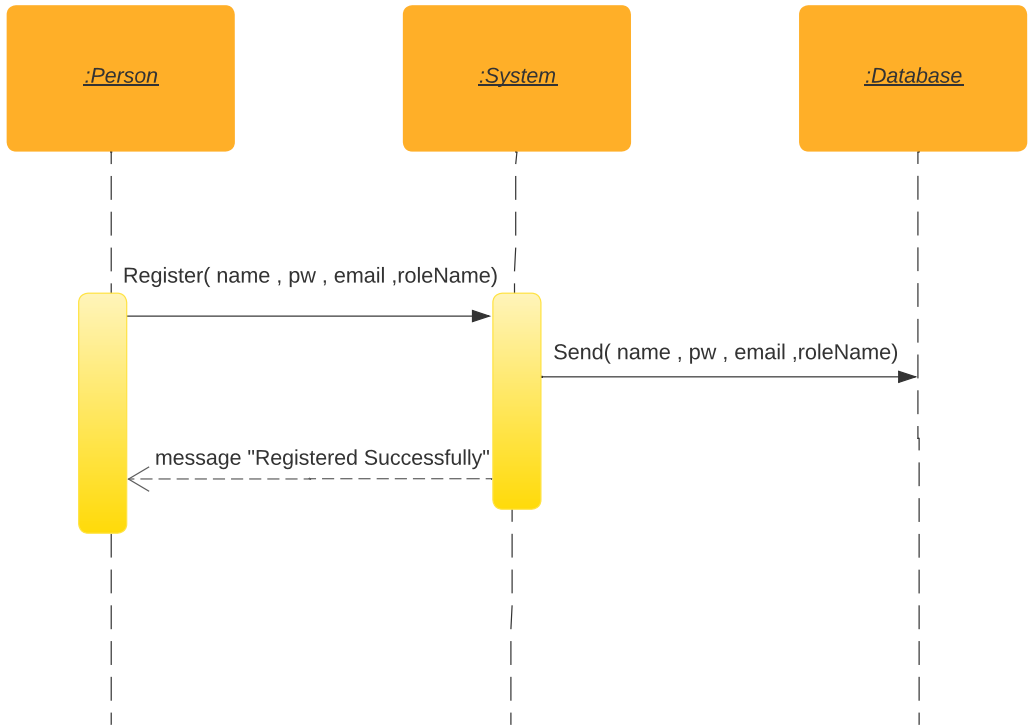 :Person
:System
:Database
Register( name , pw , email ,roleName)
Send( name , pw , email ,roleName)
message "Registered Successfully"